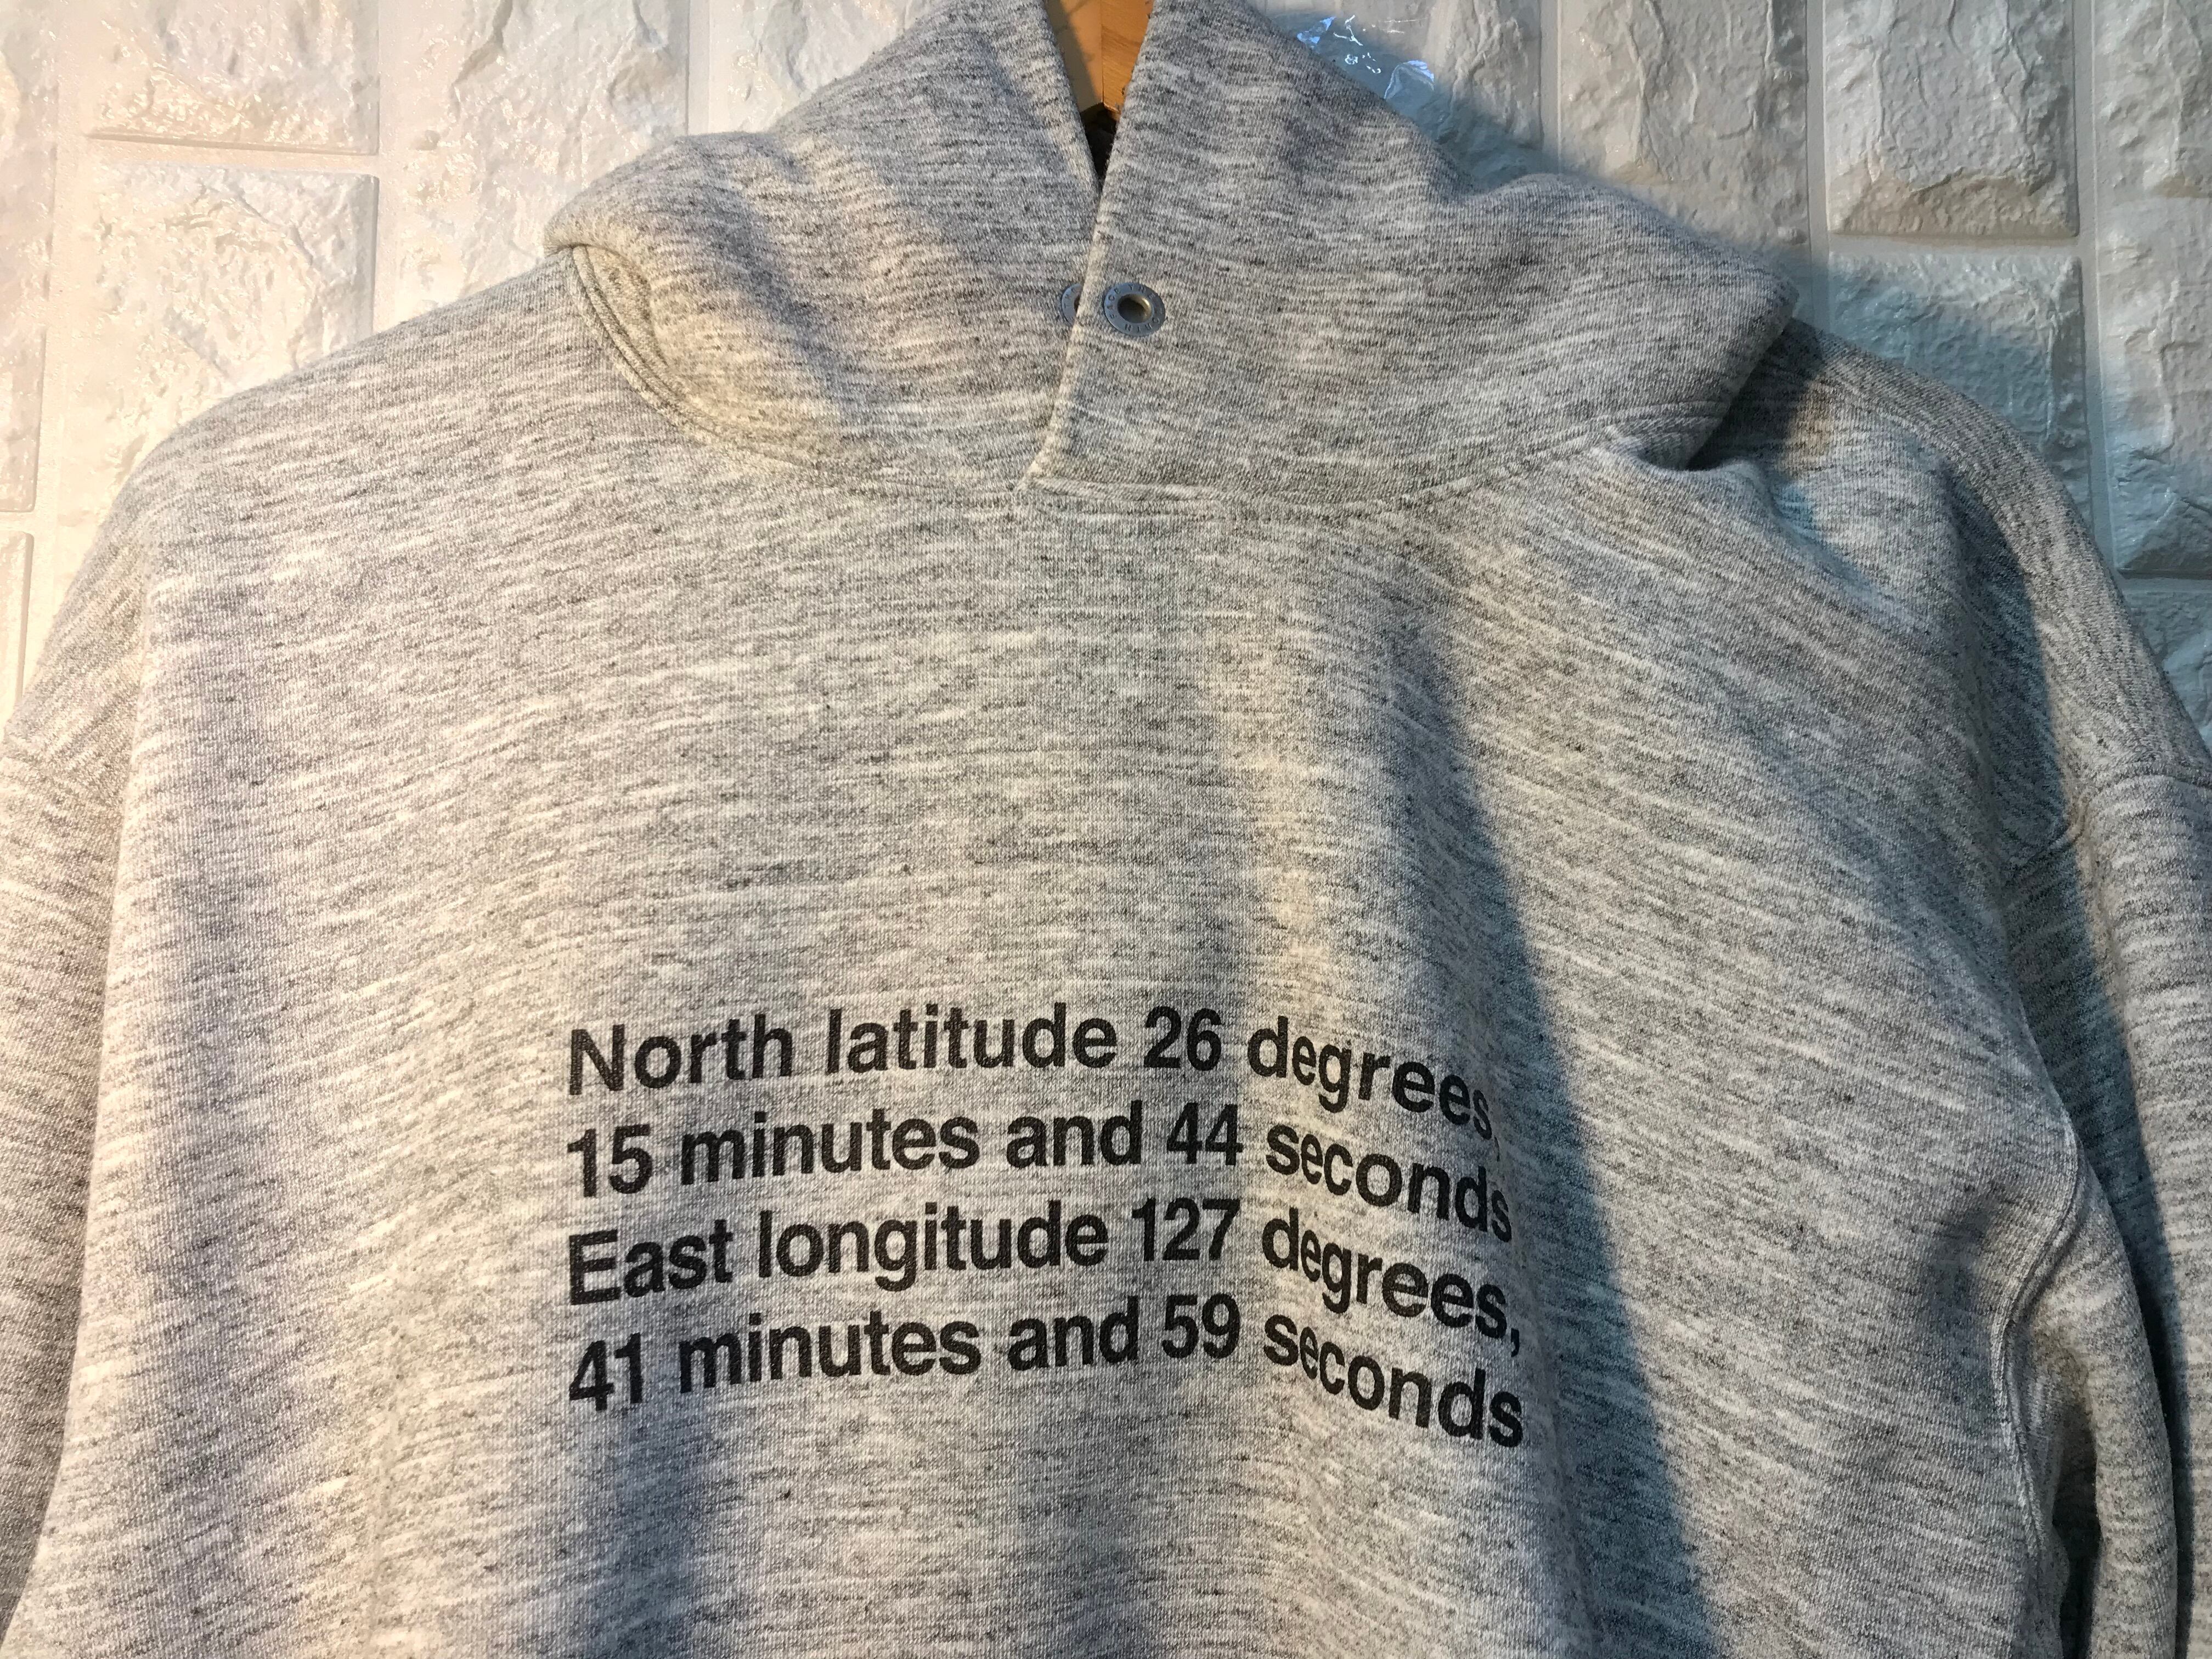 North latitude 26 degrees,
15 minutes and 44 seconds
East longitude 127 degrees,
41 minutes and 59 seconds